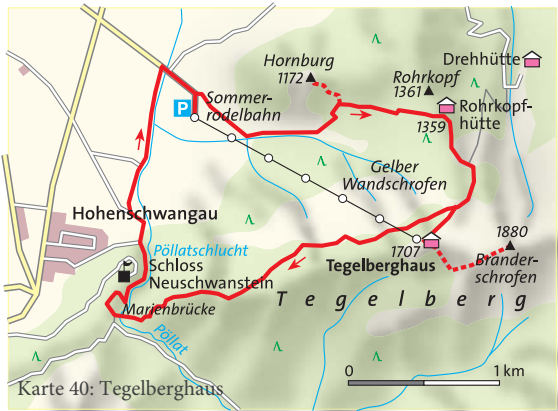 Hornburg
1172
Rohrkopf
1361
Drehhütte
P
Sommer-
rodelbahn
1359
Rohrkopf-
hütte
Gelber
Wandschrofen
Hohenschwangau
Pöllatschlucht
Schloss
Neuschwanstein
Marienbrücke
Pöllat
1707
Tegelberghaus
1880
Brander-
schrofen
Tegelberg
0
1 km
Karte 40: Tegelberghaus